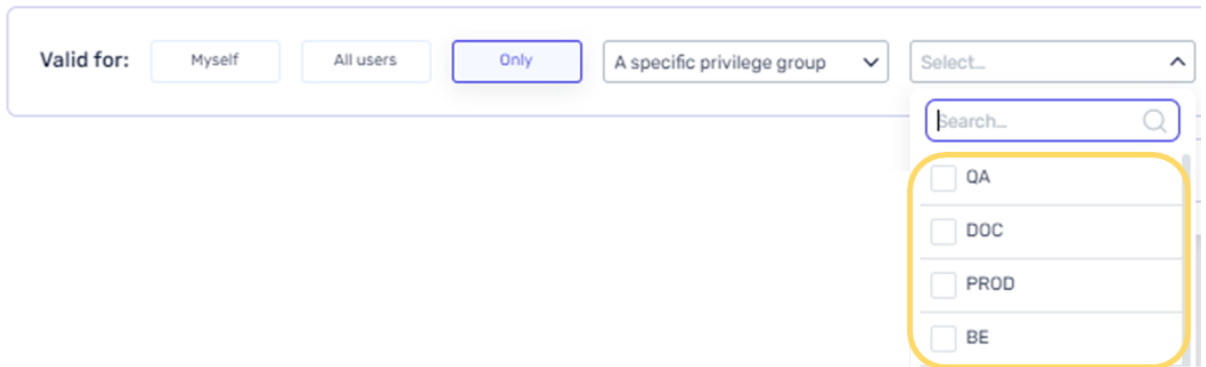 Valid for: Myself All users Only A specific privilege group Select...
Search...
QA
DOC
PROD
BE